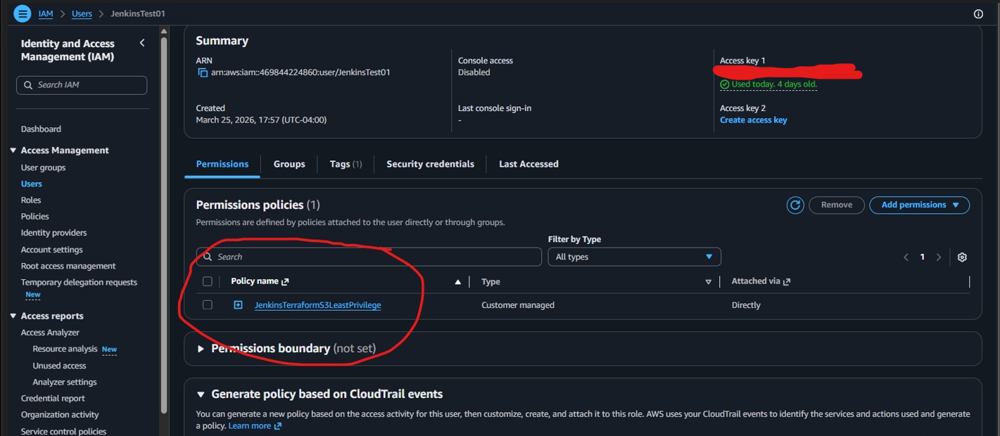 IAM > Users > JenkinsTest01
Identity and Access
Management (IAM)
Search IAM
Dashboard
Access Management
User groups
Users
Roles
Policies
Identity providers
Account settings
Root access management
Temporary delegation requests
New
Access reports
Access Analyzer
Resource analysis New
Unused access
Analyzer settings
Credential report
Organization activity
Service control policies
Summary
ARN
arn:aws:iam::469844224860:user/JenkinsTest01
Console access
Disabled
Access key 1
Used today. 4 days old.
Created
March 25, 2026, 17:57 (UTC-04:00)
Last console sign-in
-
Access key 2
Create access key
Permissions Groups Tags (1) Security credentials Last Accessed
Permissions policies (1)
Remove Add permissions
Permissions are defined by policies attached to the user directly or through groups.
Filter by Type
Search All types 1
Policy name Type Attached via
JenkinsTerraformS3LeastPrivilege Customer managed Directly
Permissions boundary (not set)
Generate policy based on CloudTrail events
You can generate a new policy based on the access activity for this user, then customize, create, and attach it to this role. AWS uses your CloudTrail events to identify the services and actions used and generate
a policy. Learn more